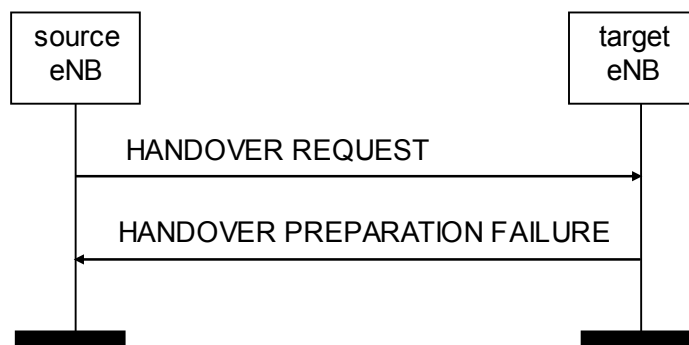 source
eNB
target
eNB
HANDOVER REQUEST
HANDOVER PREPARATION FAILURE